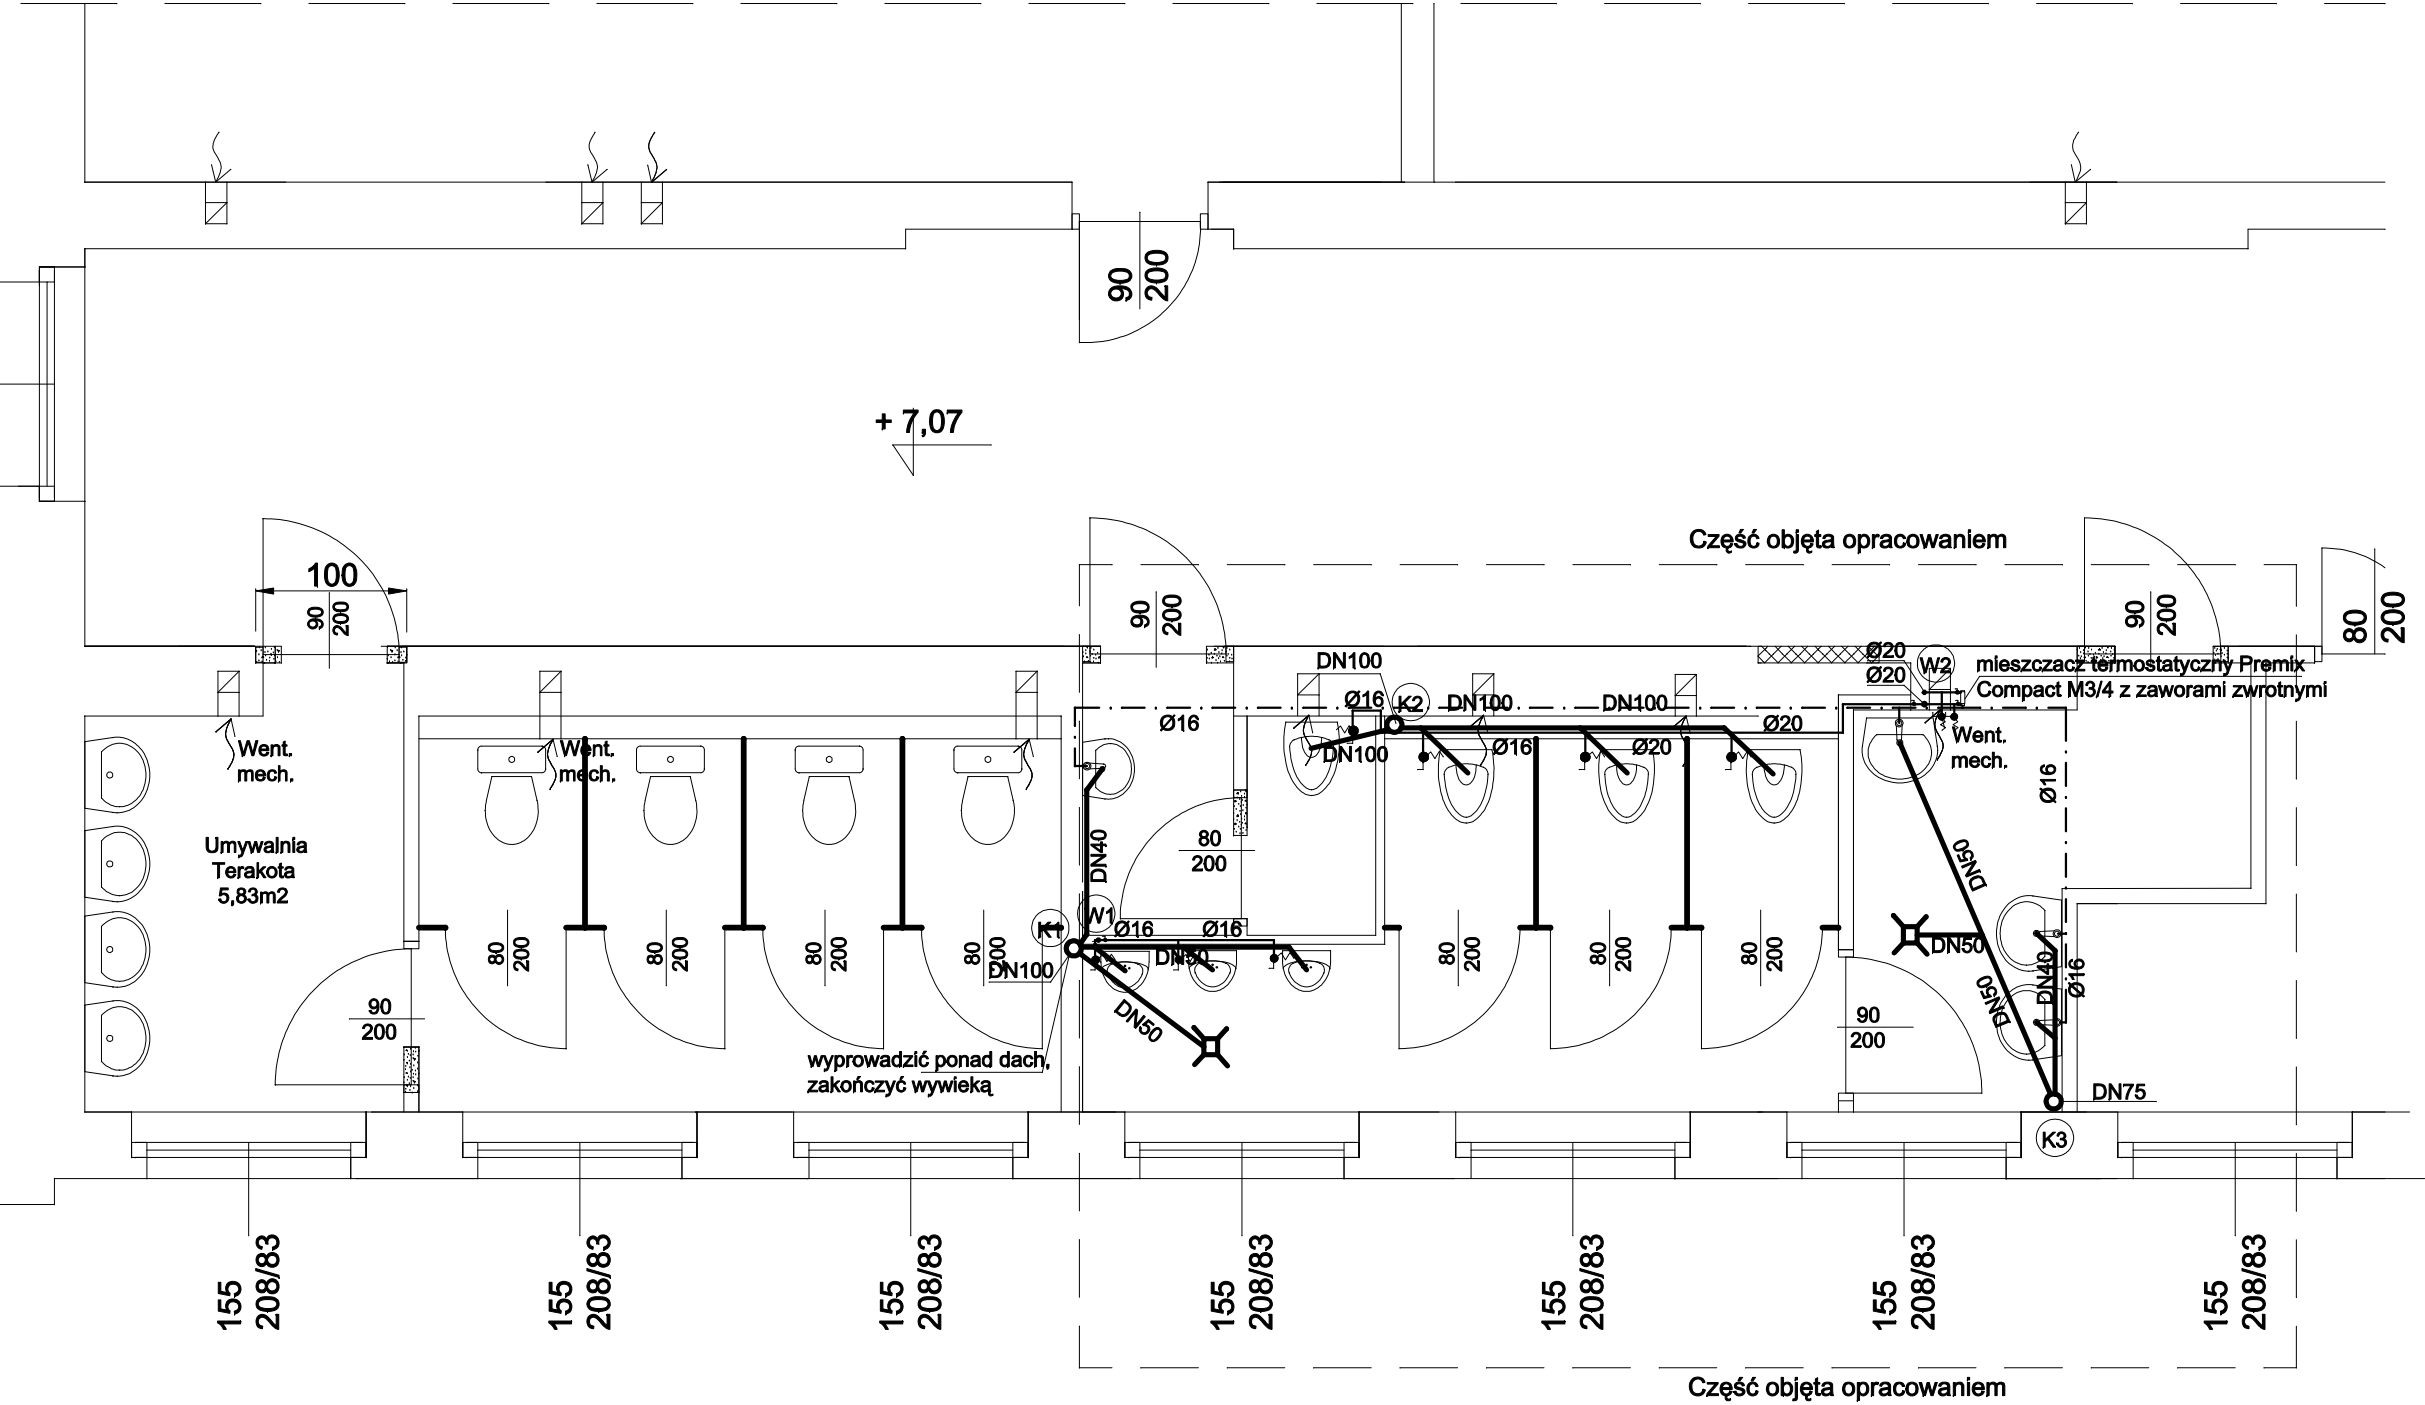 90
200
+ 7,07
Część objęta opracowaniem
100
90
200
90
200
90
200
80
200
DN100
Ø20
Ø20
W2
mieszczacz termostatyczny Premix
Compact M3/4 z zaworami zwrotnymi
Ø16
K2
DN100
DN100
Ø16
Ø20
DN100
Ø16
Ø20
Went.
mech.
Went.
mech.
Went.
mech.
Ø16
Umywalnia
Terakota
5,83m2
DN40
80
200
DN50
W1
K1
Ø16
Ø16
DN50
DN100
80
200
80
200
80
200
80
200
80
200
80
200
80
200
DN50
DN50
DN40
Ø16
DN50
90
200
90
200
wyprowadzić ponad dach,
zakończyć wywieką
DN75
K3
155
208/83
155
208/83
155
208/83
155
208/83
155
208/83
155
208/83
155
208/83
Część objęta opracowaniem